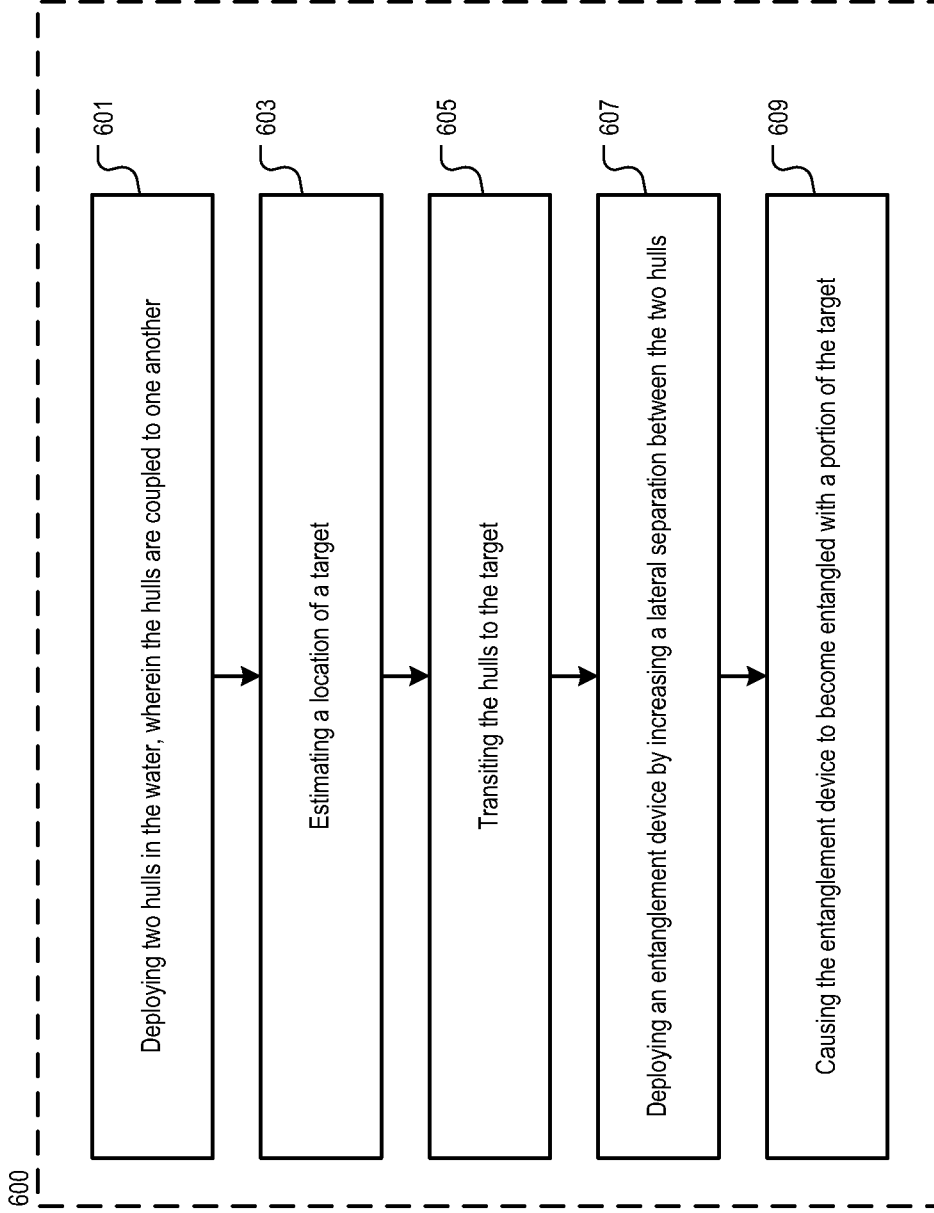 600
601
Deploying two hulls in the water, wherein the hulls are coupled to one another
603
Estimating a location of a target
605
Transiting the hulls to the target
607
Deploying an entanglement device by increasing a lateral separation between the two hulls
609
Causing the entanglement device to become entangled with a portion of the target